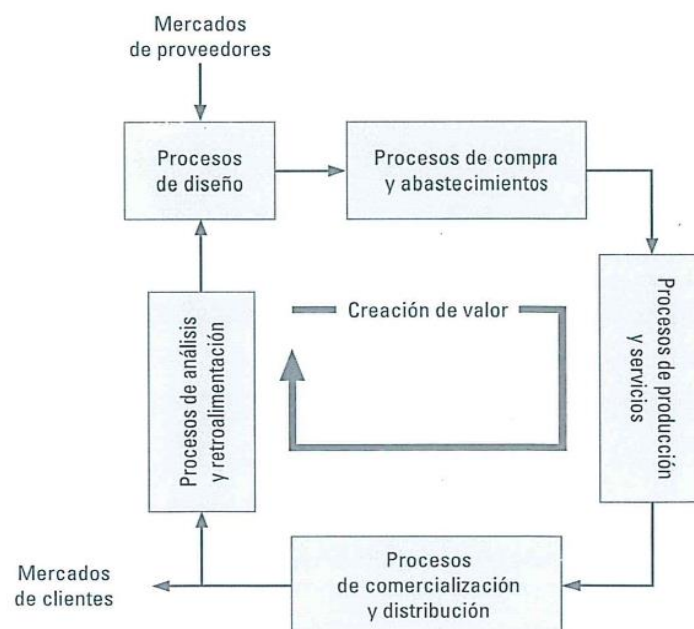 Mercados
de proveedores
Procesos
de diseño
Procesos de compra
y abastecimientos
Procesos de producción
y servicios
Creación de valor
Procesos de análisis
y retroalimentación
Procesos
de comercialización
y distribución
Mercados
de clientes